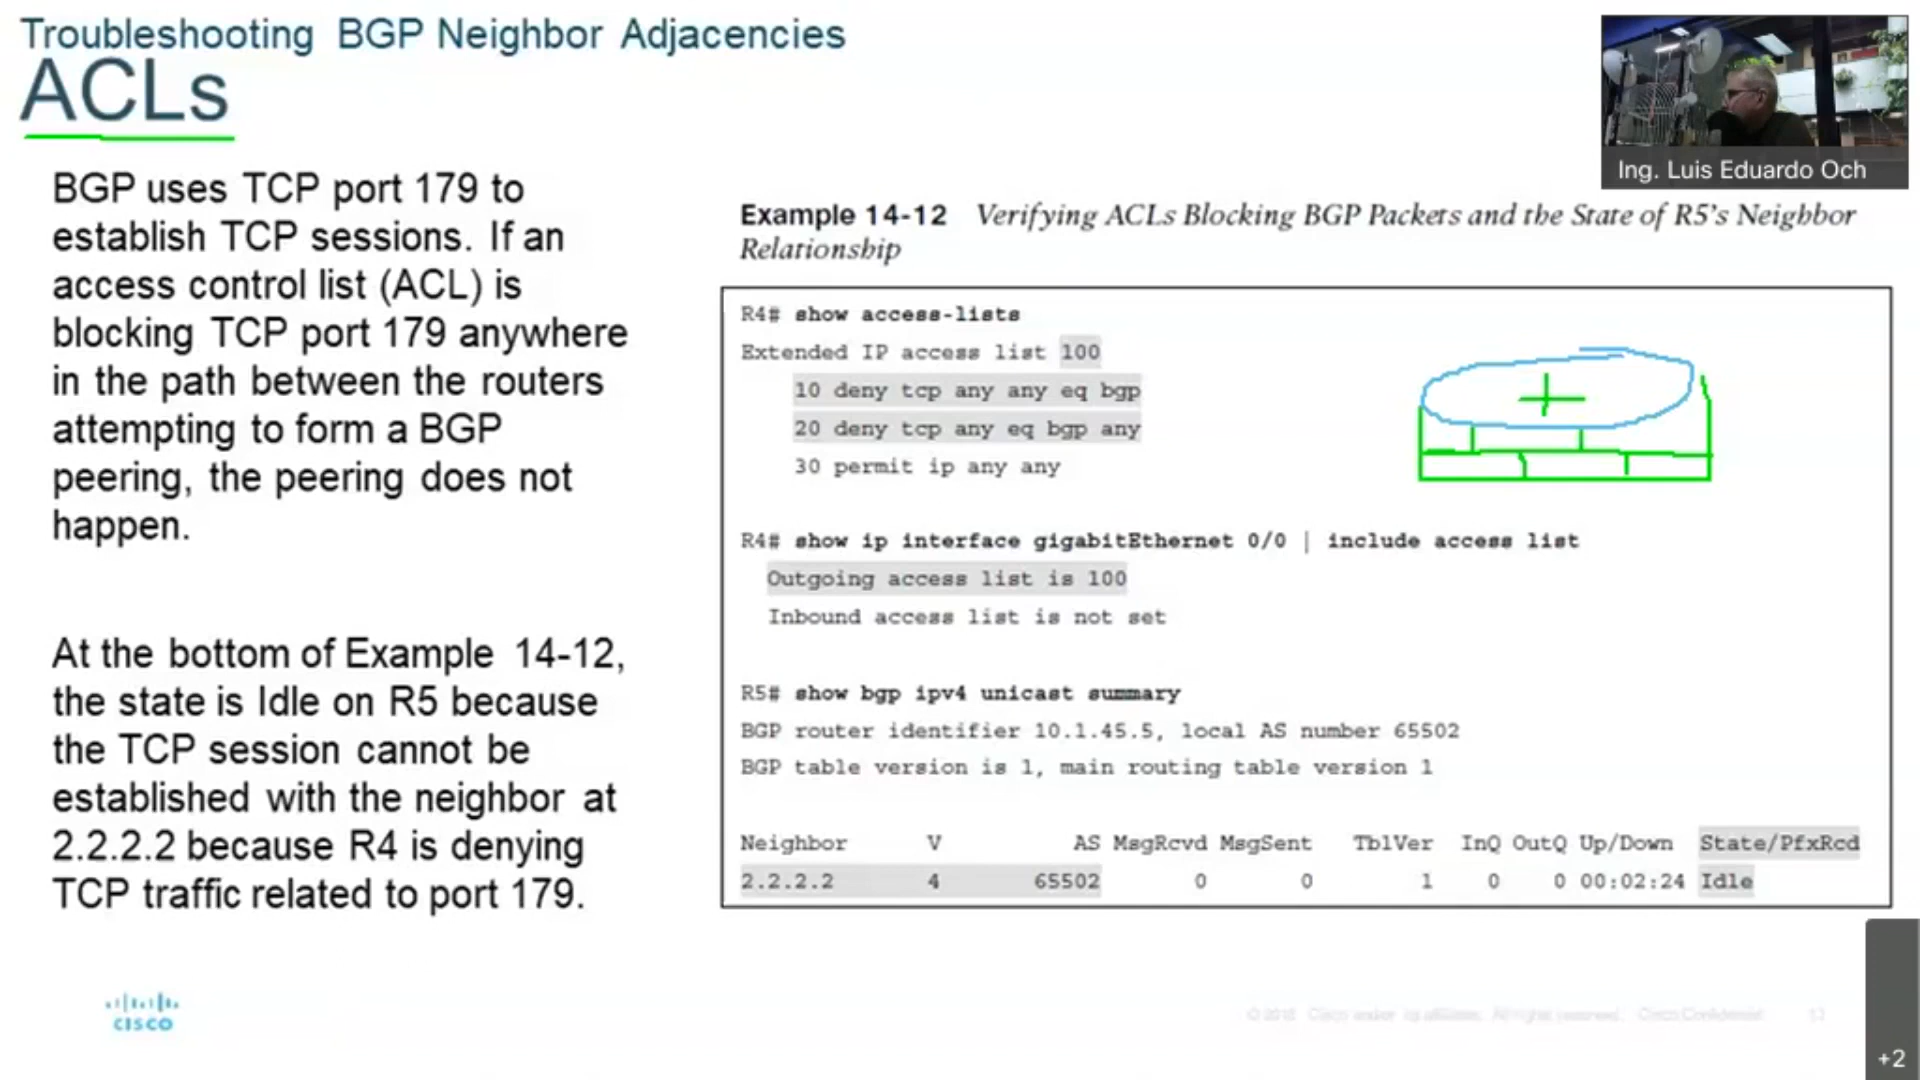 Troubleshooting BGP Neighbor Adjacencies
ACLs
BGP uses TCP port 179 to
establish TCP sessions. If an
access control list (ACL) is
blocking TCP port 179 anywhere
in the path between the routers
attempting to form a BGP
peering, the peering does not
happen.
At the bottom of Example 14-12,
the state is Idle on R5 because
the TCP session cannot be
established with the neighbor at
2.2.2.2 because R4 is denying
TCP traffic related to port 179.
Ing. Luis Eduardo Och
Example 14-12 Verifying ACLs Blocking BGP Packets and the State of R5's Neighbor
Relationship
R4# show access-lists
Extended IP access list 100
10 deny tcp any any eq bgp
20 deny tcp any eq bgp any
30 permit ip any any
R4# show ip interface gigabitEthernet 0/0 | include access list
Outgoing access list is 100
Inbound access list is not set
R5# show bgp ipv4 unicast summary
BGP router identifier 10.1.45.5, local AS number 65502
BGP table version is 1, main routing table version 1
Neighbor V AS MsgRcvd MsgSent TblVer InQ OutQ Up/Down State/PfxRcd
2.2.2.2 4 65502 0 0 1 0 0 00:02:24 Idle
CISCO
Cisco Confidential
+2